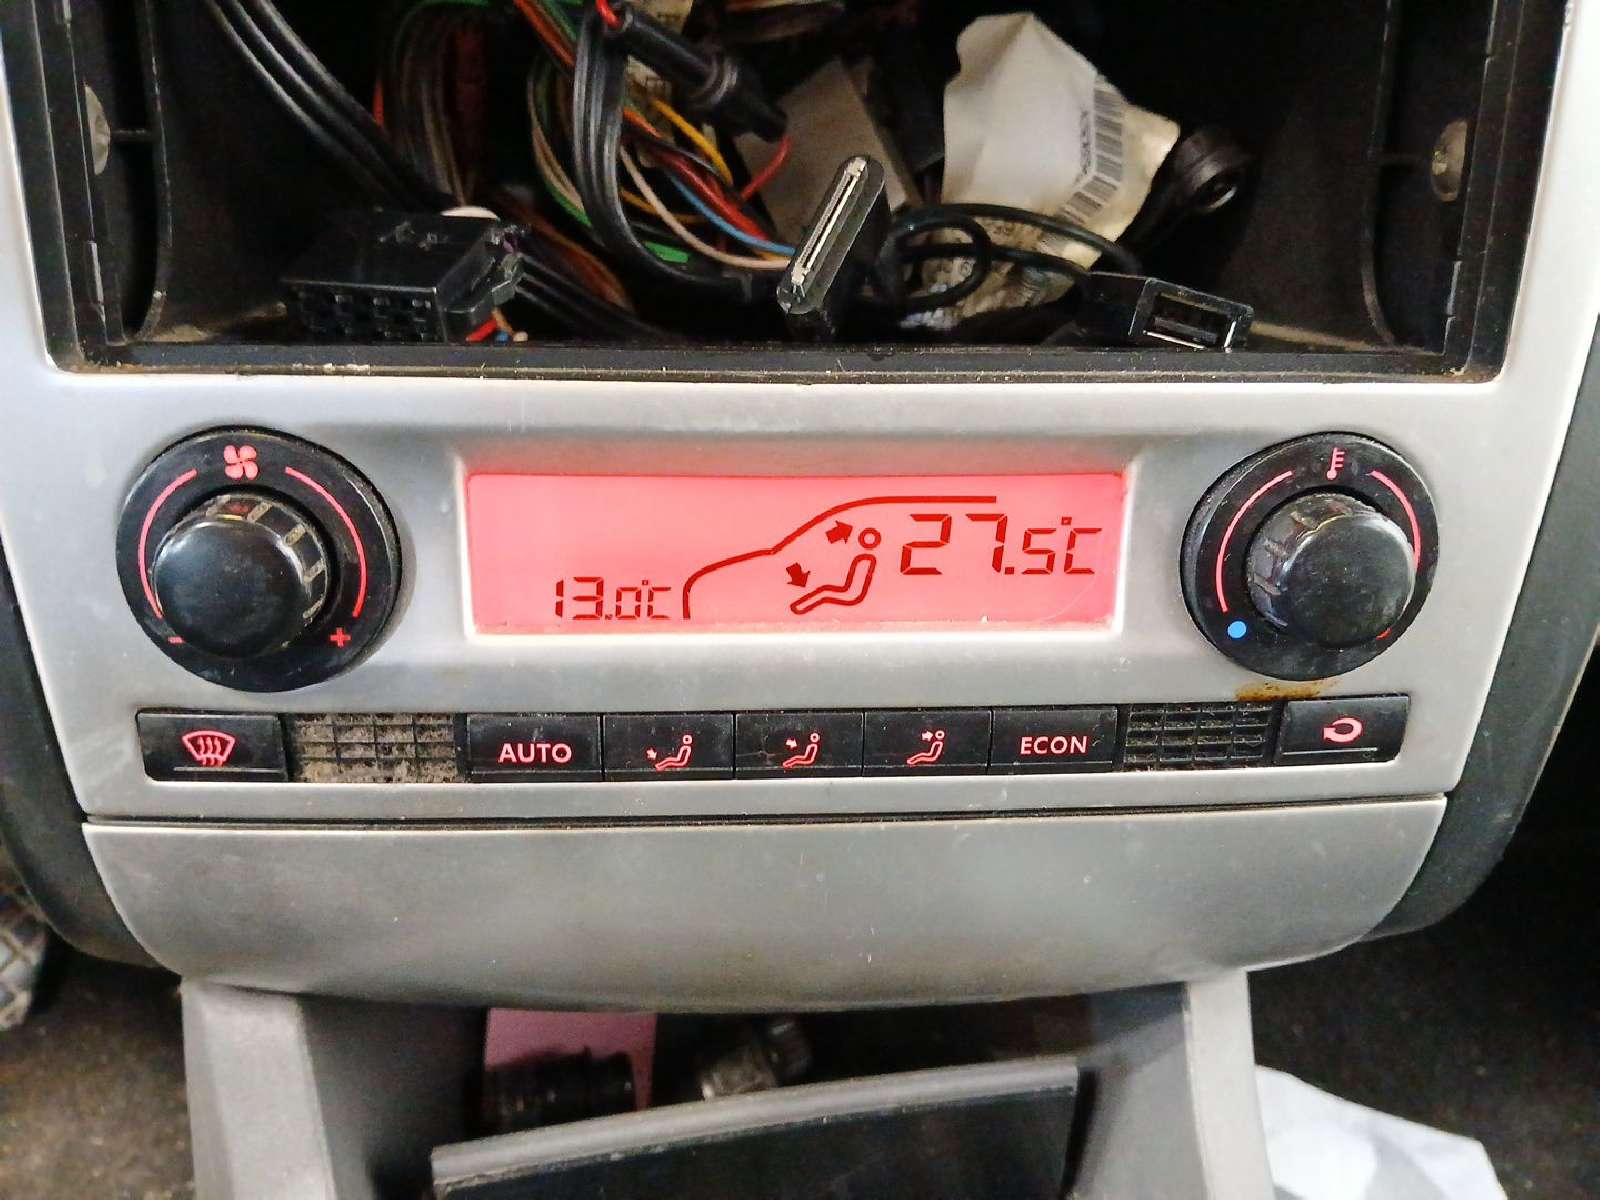 27.5°C
13.0°C
- +
AUTO ECON